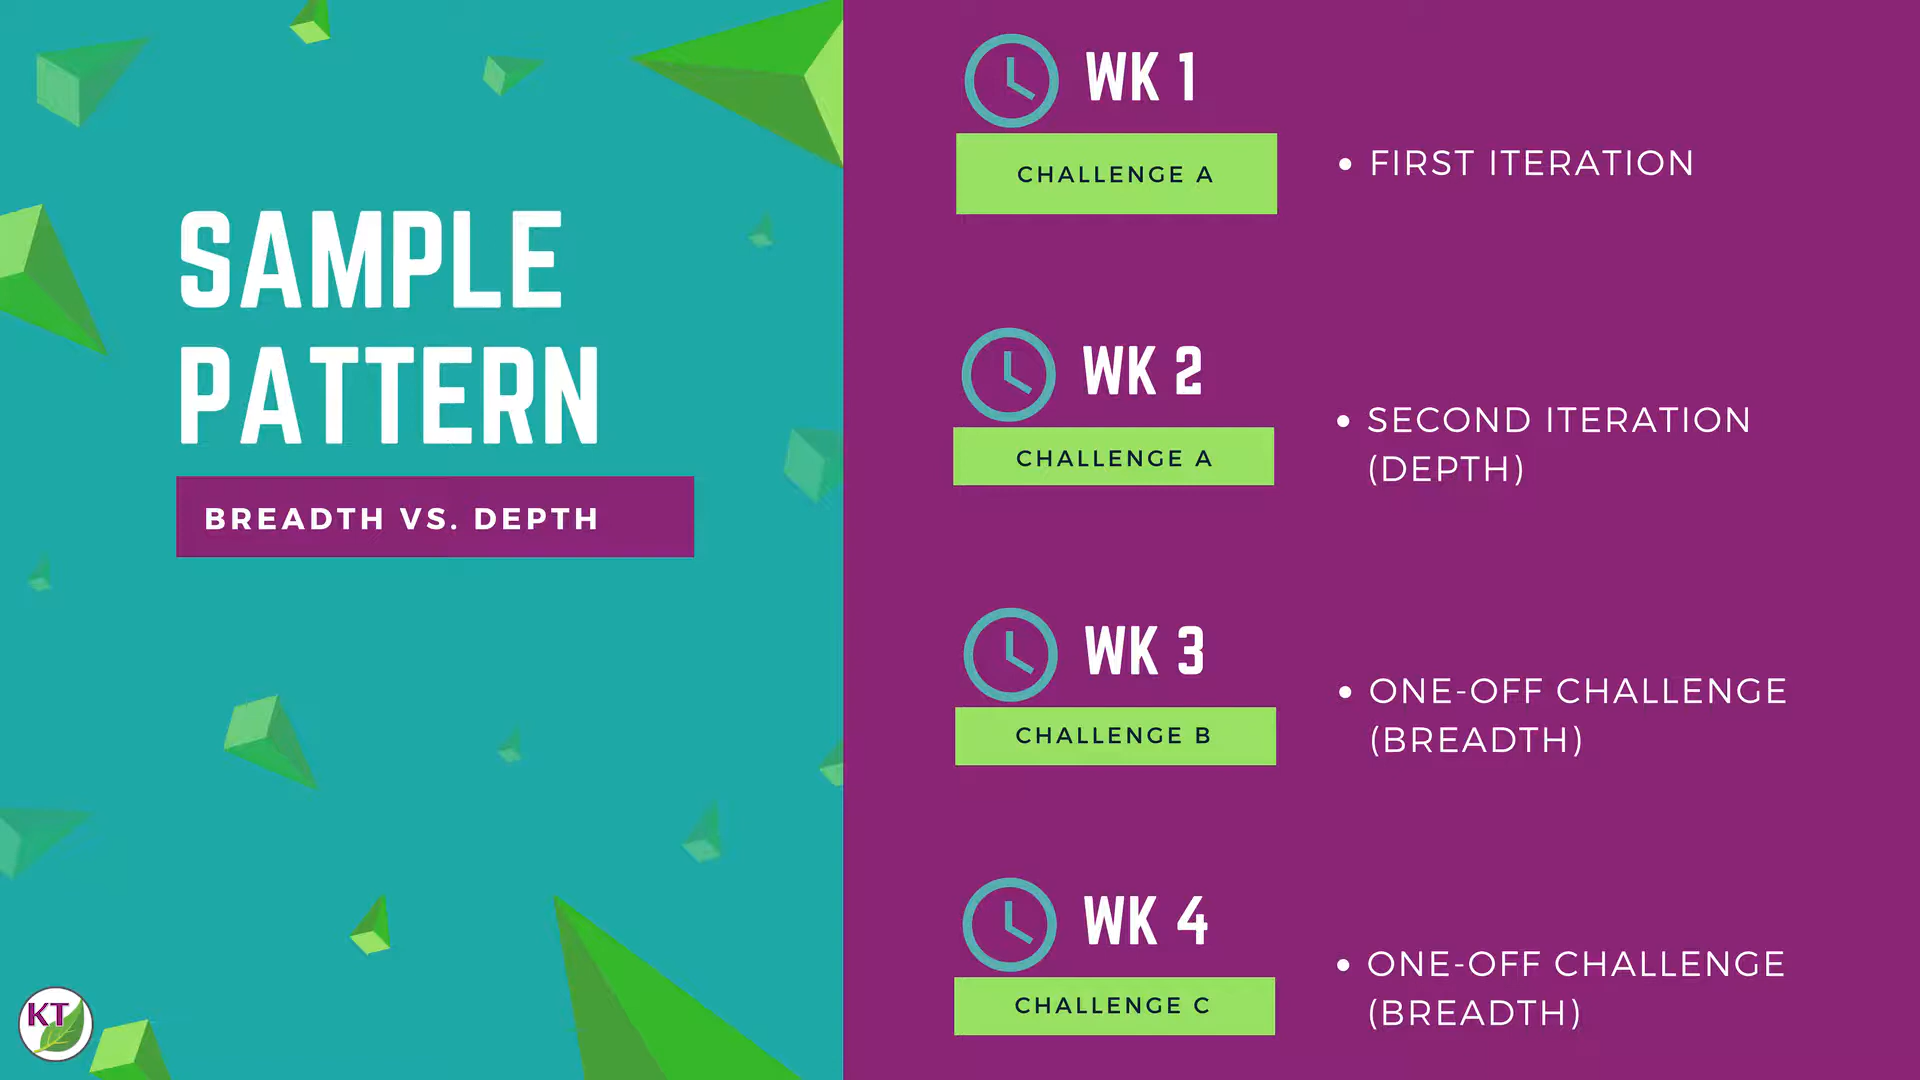 SAMPLE
PATTERN
BREADTH VS. DEPTH
WK 1
CHALLENGE A
• FIRST ITERATION
WK 2
CHALLENGE A
• SECOND ITERATION
(DEPTH)
WK 3
CHALLENGE B
• ONE-OFF CHALLENGE
(BREADTH)
WK 4
CHALLENGE C
• ONE-OFF CHALLENGE
(BREADTH)
KT